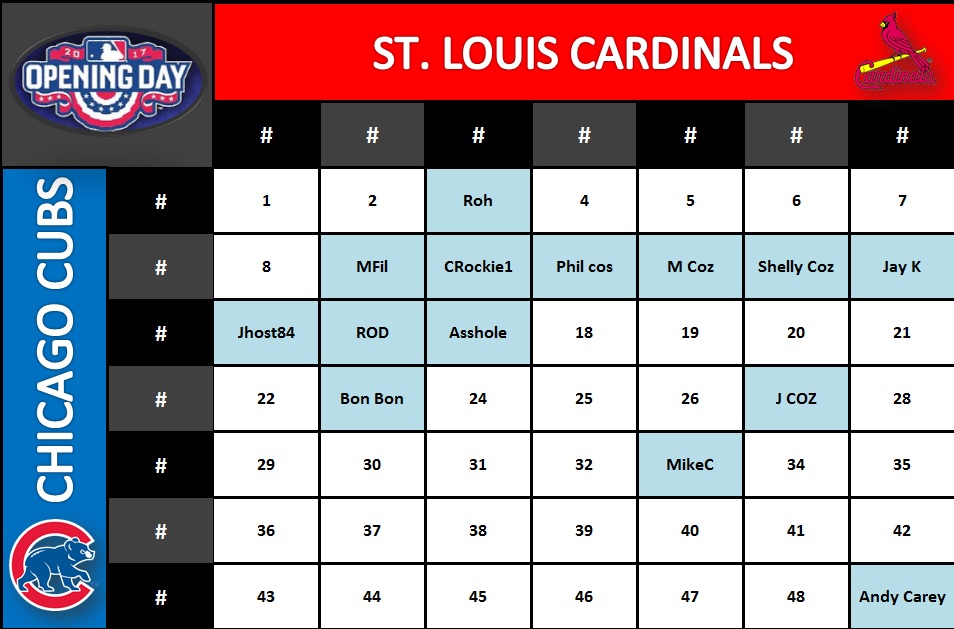 20 17
OPENING DAY
ST. LOUIS CARDINALS
Cardinals
# # # # # # #
CHICAGO CUBS
# 1 2 Roh 4 5 6 7
# 8 MFil CRockie1 Phil cos M Coz Shelly Coz Jay K
# Jhost84 ROD Asshole 18 19 20 21
# 22 Bon Bon 24 25 26 J COZ 28
# 29 30 31 32 MikeC 34 35
# 36 37 38 39 40 41 42
# 43 44 45 46 47 48 Andy Carey